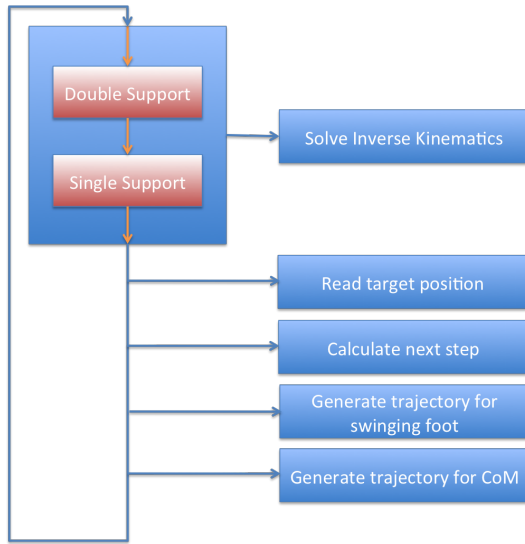 Double Support
Solve Inverse Kinematics
Single Support
Read target position
Calculate next step
Generate trajectory for
swinging foot
Generate trajectory for CoM